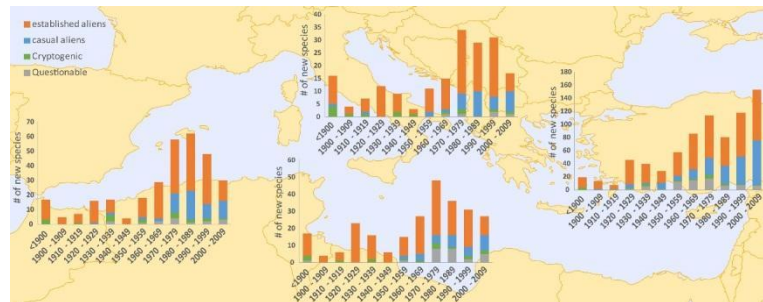 established aliens
casual aliens
Cryptogenic
Questionable
# of new species
70
60
50
40
30
20
10
0
<1900
1900 - 1909
1910 - 1919
1920 - 1929
1930 - 1939
1940 - 1949
1950 - 1959
1960 - 1969
1970 - 1979
1980 - 1989
1990 - 1999
2000 - 2009
# of new species
40
35
30
25
20
15
10
5
0
<1900
1900 - 1909
1910 - 1919
1920 - 1929
1930 - 1939
1940 - 1949
1950 - 1959
1960 - 1969
1970 - 1979
1980 - 1989
1990 - 1999
2000 - 2009
# of new species
60
50
40
30
20
10
0
<1900
1900 - 1909
1910 - 1919
1920 - 1929
1930 - 1939
1940 - 1949
1950 - 1959
1960 - 1969
1970 - 1979
1980 - 1989
1990 - 1999
2000 - 2009
# of new species
180
160
140
120
100
80
60
40
20
0
<1900
1900 - 1909
1910 - 1919
1920 - 1929
1930 - 1939
1940 - 1949
1950 - 1959
1960 - 1969
1970 - 1979
1980 - 1989
1990 - 1999
2000 - 2009